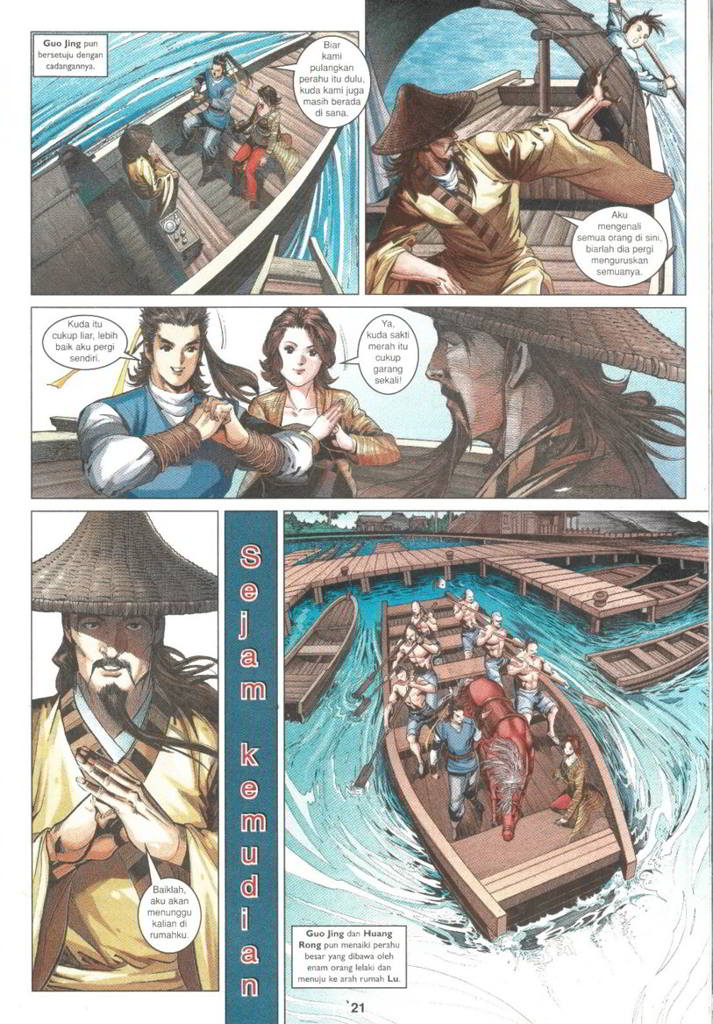 Guo Jing pun
bersetuju dengan
cadangannya.
Biar
kami
pulangkan
perahu itu dulu,
kuda kami juga
masih berada
di sana.
Aku
mengenali
semua orang di sini,
biarlah dia pergi
menguruskan
semuanya.
Kuda itu
cukup liar, lebih
baik aku pergi
sendiri.
Ya,
kuda sakti
merah itu
cukup
garang
sekali!
Baiklah,
aku akan
menunggu
kalian di
rumahku.
Sejam kemudian
Guo Jing dan Huang
Rong pun menaiki perahu
besar yang dibawa oleh
enam orang lelaki dan
menuju ke arah rumah Lu.
21